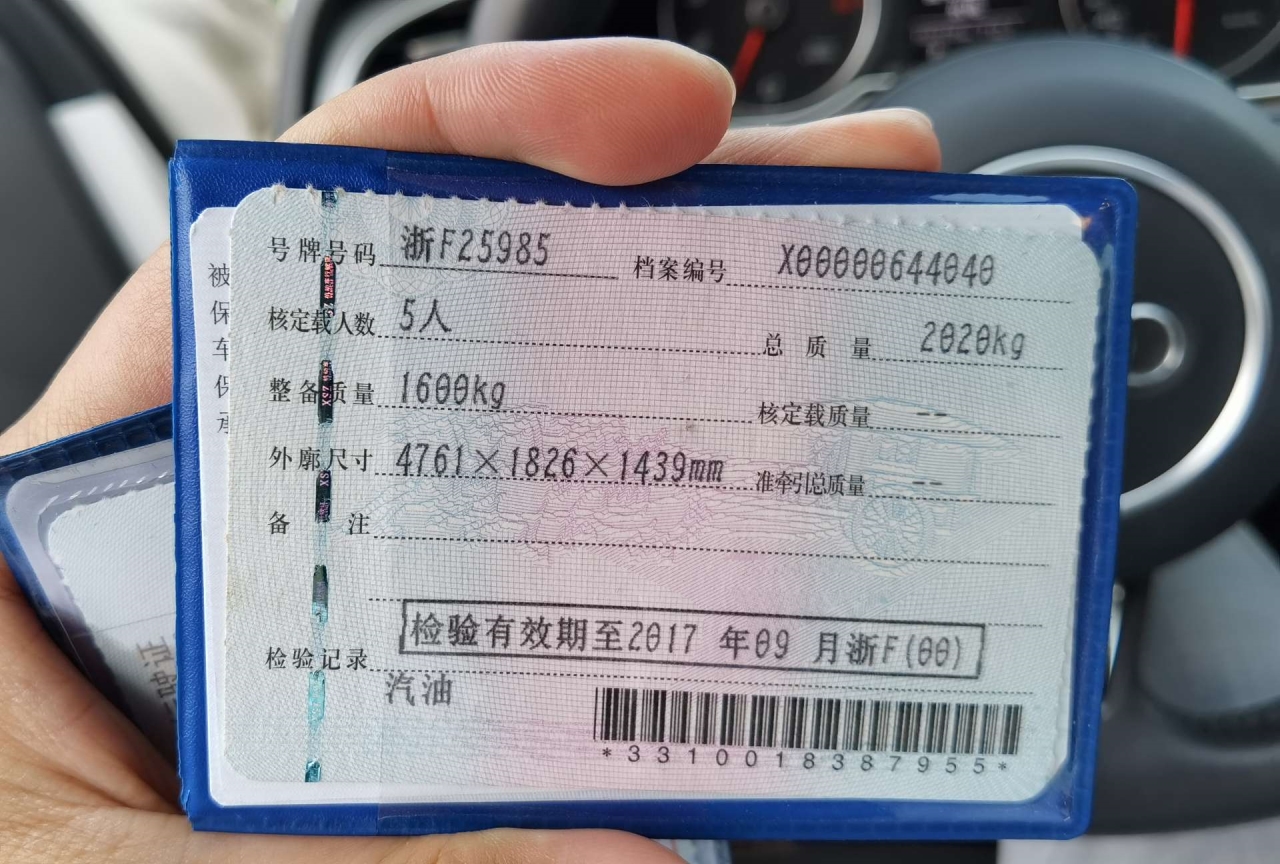 号牌号码 浙F25985 档案编号 X00000644040
核定载人数 5人 总质量 2020kg
整备质量 1600kg 核定载质量 --
外廓尺寸 4761×1826×1439mm 准牵引总质量 --
备注
检验有效期至2017 年09 月浙F(00)
检验记录
汽油
*3310018387955*
被
保
车
保